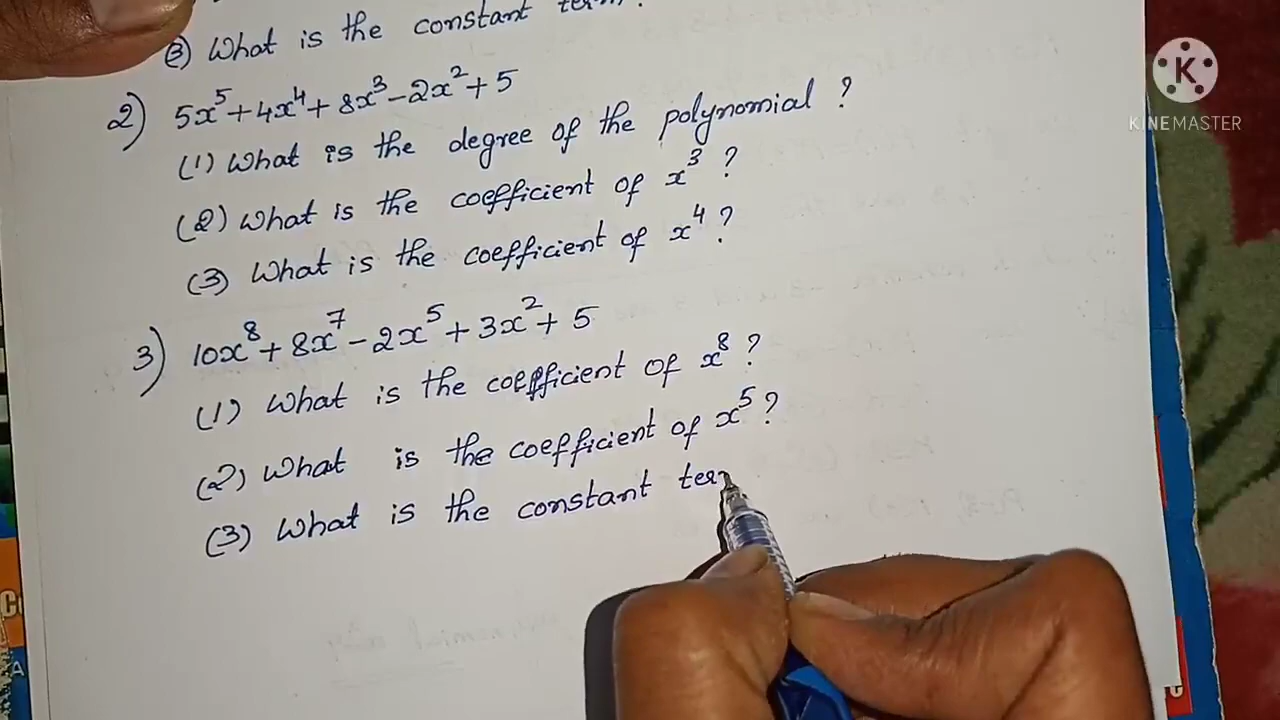 (3) What is the constant term?
2) 5x⁵ + 4x⁴ + 8x³ - 2x² + 5
(1) What is the degree of the polynomial ?
(2) What is the coefficient of x³ ?
(3) What is the coefficient of x⁴ ?
3) 10x⁸ + 8x⁷ - 2x⁵ + 3x² + 5
(1) What is the coefficient of x⁸ ?
(2) What is the coefficient of x⁵ ?
(3) What is the constant ter
K
KINEMASTER